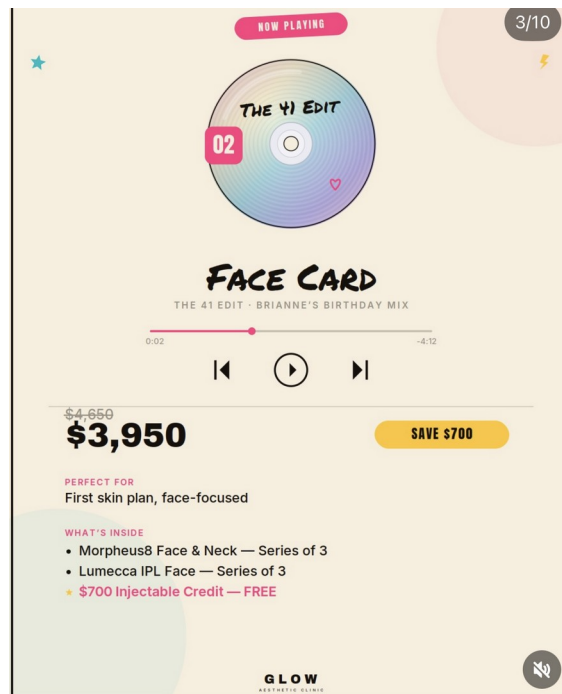 NOW PLAYING
3/10
THE 41 EDIT
02
FACE CARD
THE 41 EDIT · BRIANNE'S BIRTHDAY MIX
0:02
-4:12
$4,650
$3,950
SAVE $700
PERFECT FOR
First skin plan, face-focused
WHAT'S INSIDE
• Morpheus8 Face & Neck — Series of 3
• Lumecca IPL Face — Series of 3
★ $700 Injectable Credit — FREE
GLOW
AESTHETIC CLINIC